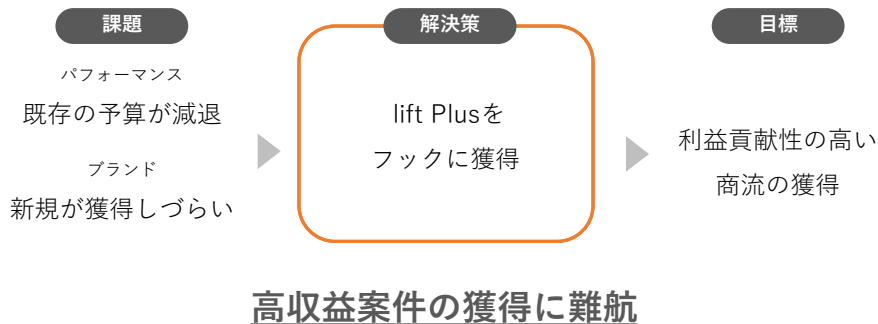 課題
パフォーマンス
既存の予算が減退
ブランド
新規が獲得しづらい
解決策
lift Plusを
フックに獲得
目標
利益貢献性の高い
商流の獲得
高収益案件の獲得に難航